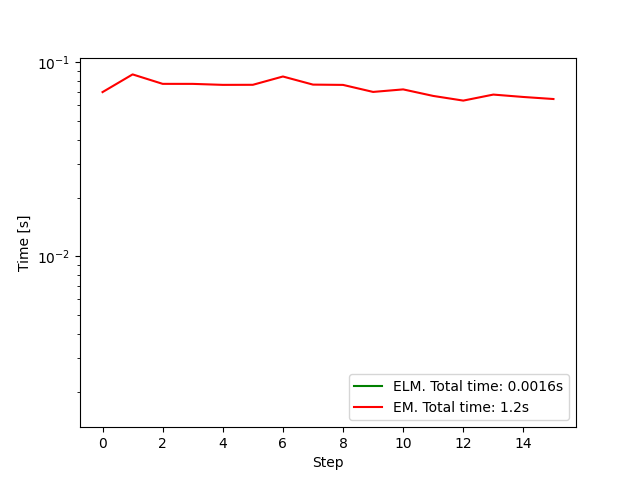 10⁻¹
10⁻²
Time [s]
ELM. Total time: 0.0016s
EM. Total time: 1.2s
0 2 4 6 8 10 12 14
Step